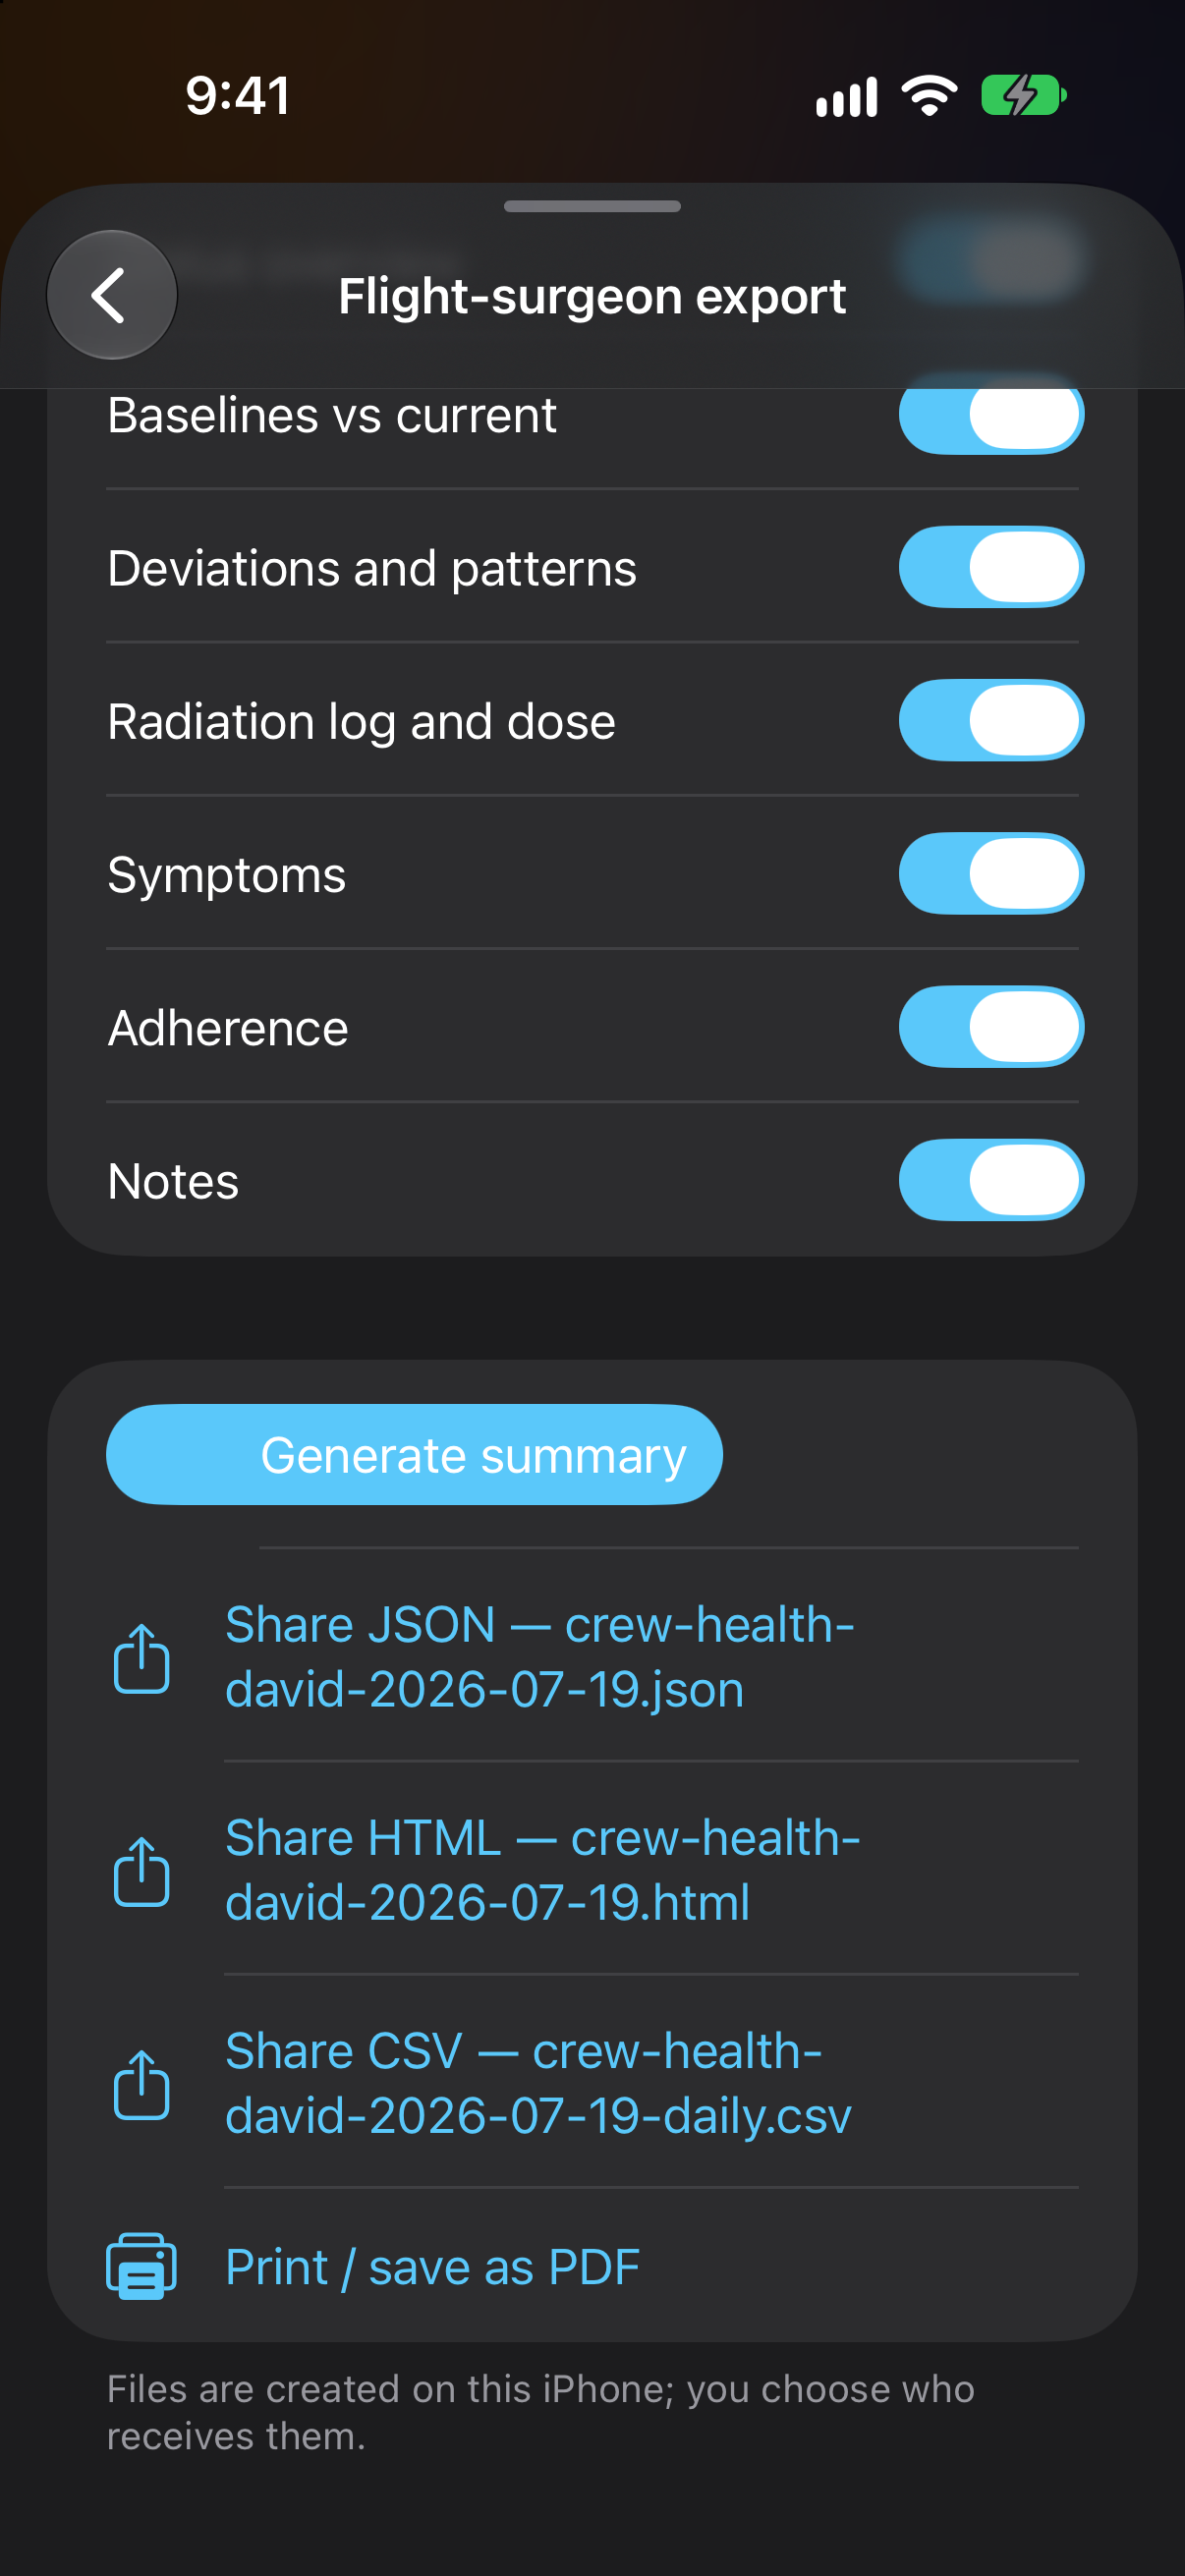 9:41
Flight-surgeon export
Baselines vs current
Deviations and patterns
Radiation log and dose
Symptoms
Adherence
Notes
Generate summary
Share JSON — crew-health-
david-2026-07-19.json
Share HTML — crew-health-
david-2026-07-19.html
Share CSV — crew-health-
david-2026-07-19-daily.csv
Print / save as PDF
Files are created on this iPhone; you choose who
receives them.